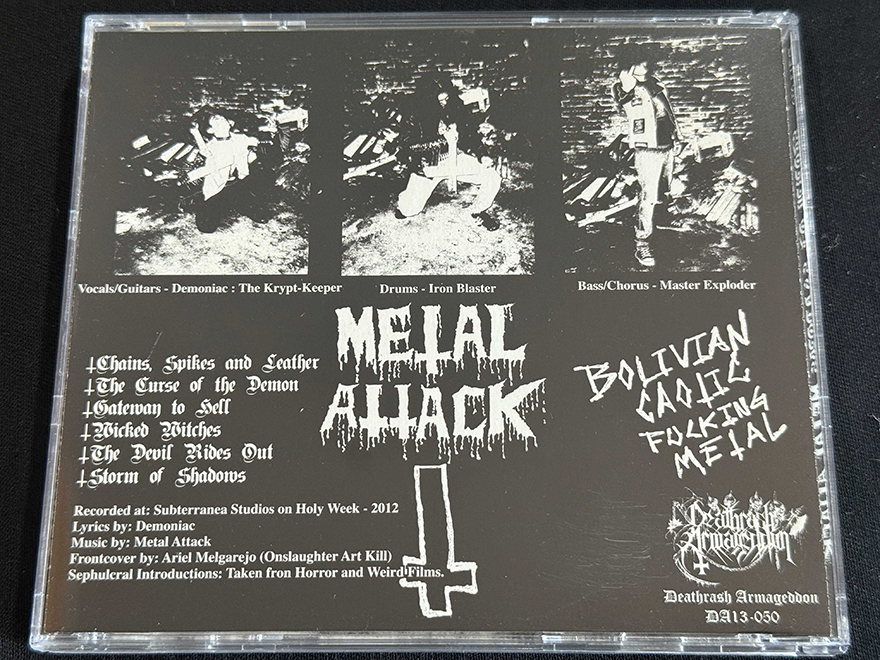 Vocals/Guitars - Demoniac : The Krypt-Keeper
Drums - Iron Blaster
Bass/Chorus - Master Exploder
METAL
ATTACK
Chains, Spikes and Leather
The Curse of the Demon
Gateway to Hell
Wicked Witches
The Devil Rides Out
Storm of Shadows
BOLIVIAN
CAOTIC
FUCKING
METAL
Recorded at: Subterranea Studios on Holy Week - 2012
Lyrics by: Demoniac
Music by: Metal Attack
Frontcover by: Ariel Melgarejo (Onslaughter Art Kill)
Sephulcral Introductions: Taken fron Horror and Weird Films.
Deathrash
Armageddon
Deathrash Armageddon
DA13-050